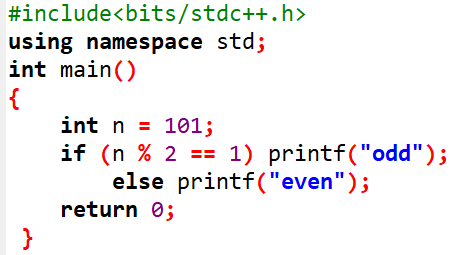 #include<bits/stdc++.h>
using namespace std;
int main()
{
    int n = 101;
    if (n % 2 == 1) printf("odd");
        else printf("even");
    return 0;
 }